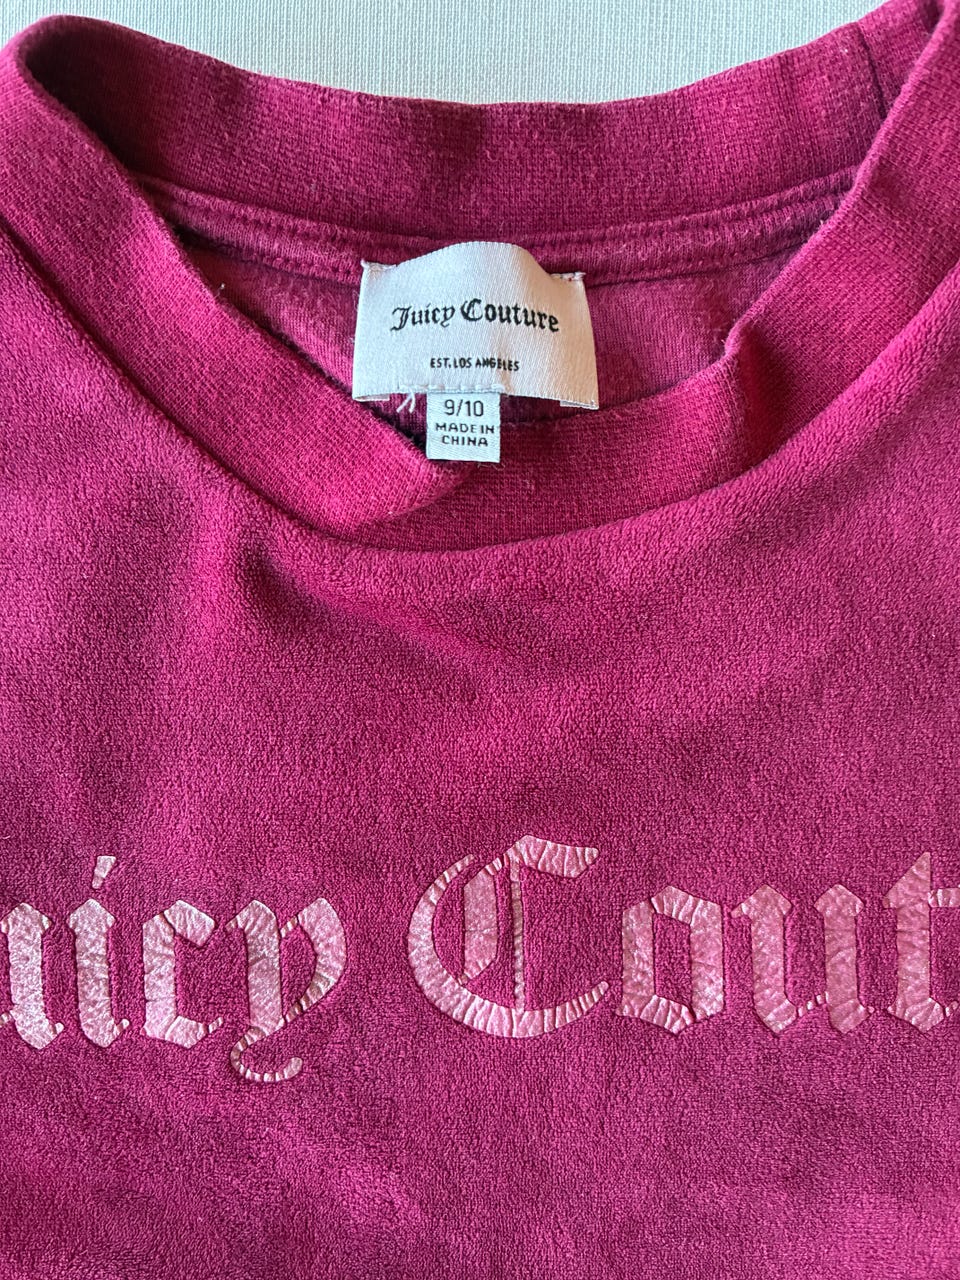 Juicy Couture
EST. LOS ANGELES
9/10
MADE IN
CHINA
uicy Cout